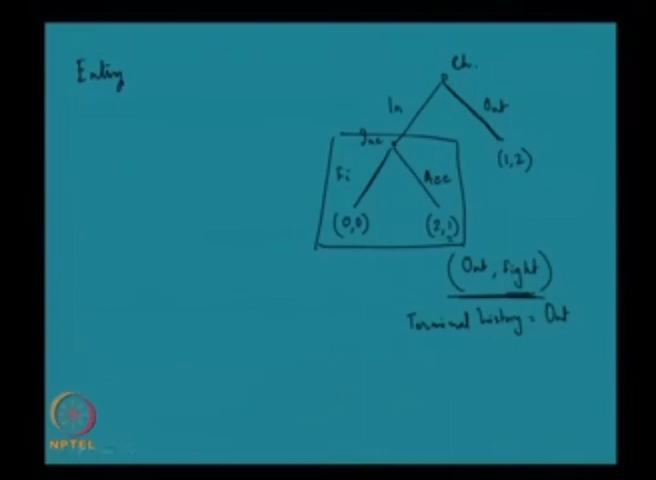 Entry
Ch.
In
Out
Inc
(1,2)
Fi
Acc
(0,0)
(2,1)
(Out, Fight)
Terminal history = Out
NPTEL